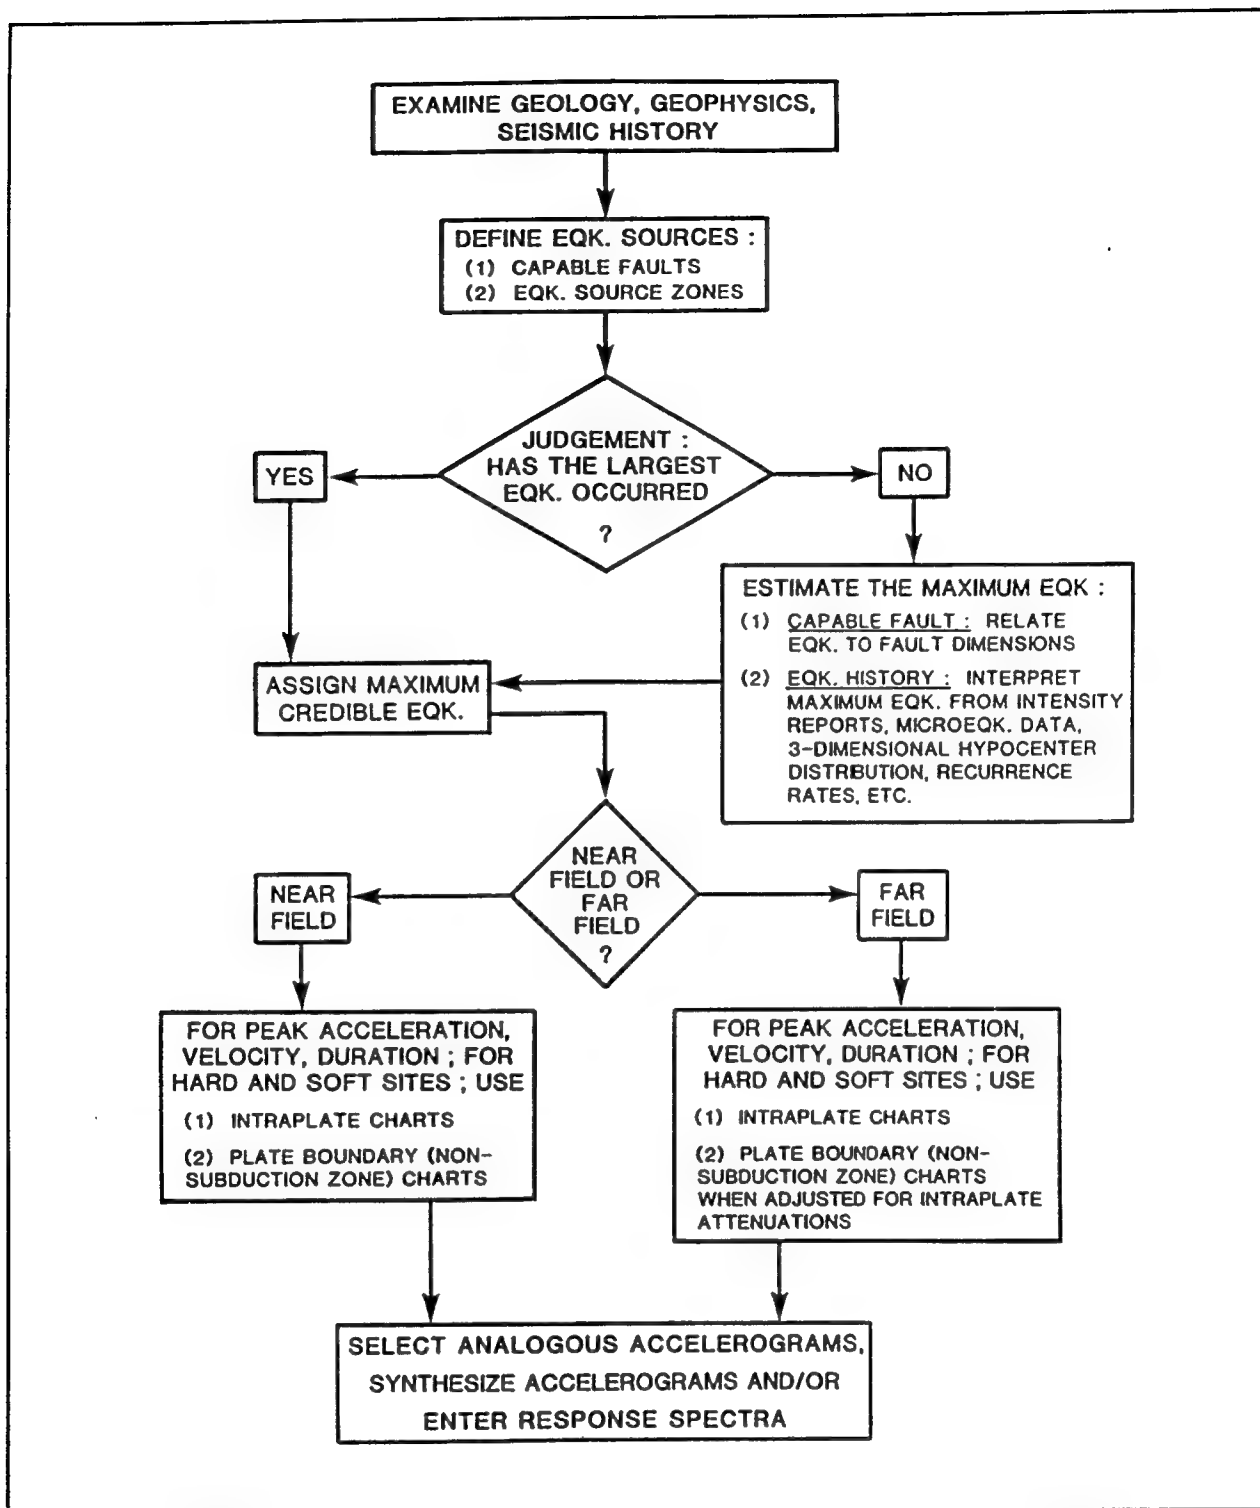 EXAMINE GEOLOGY, GEOPHYSICS,
SEISMIC HISTORY
DEFINE EQK. SOURCES :
(1) CAPABLE FAULTS
(2) EQK. SOURCE ZONES
JUDGEMENT :
HAS THE LARGEST
EQK. OCCURRED
?
YES
NO
ESTIMATE THE MAXIMUM EQK :
(1) CAPABLE FAULT : RELATE
EQK. TO FAULT DIMENSIONS
(2) EQK. HISTORY : INTERPRET
MAXIMUM EQK. FROM INTENSITY
REPORTS, MICROEQK. DATA,
3-DIMENSIONAL HYPOCENTER
DISTRIBUTION, RECURRENCE
RATES, ETC.
ASSIGN MAXIMUM
CREDIBLE EQK.
NEAR
FIELD OR
FAR
FIELD
?
NEAR
FIELD
FAR
FIELD
FOR PEAK ACCELERATION,
VELOCITY, DURATION ; FOR
HARD AND SOFT SITES ; USE
(1) INTRAPLATE CHARTS
(2) PLATE BOUNDARY (NON-
SUBDUCTION ZONE) CHARTS
FOR PEAK ACCELERATION,
VELOCITY, DURATION ; FOR
HARD AND SOFT SITES ; USE
(1) INTRAPLATE CHARTS
(2) PLATE BOUNDARY (NON-
SUBDUCTION ZONE) CHARTS
WHEN ADJUSTED FOR INTRAPLATE
ATTENUATIONS
SELECT ANALOGOUS ACCELEROGRAMS,
SYNTHESIZE ACCELEROGRAMS AND/OR
ENTER RESPONSE SPECTRA